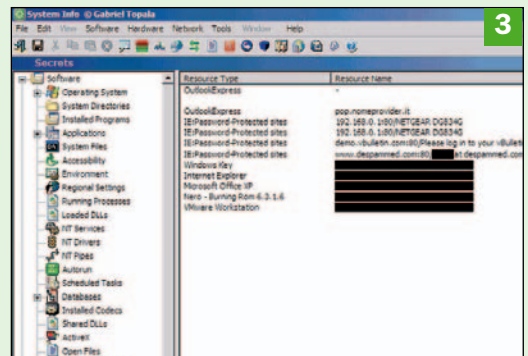 System Info © Gabriel Topala
3
File Edit View Software Hardware Network Tools Window Help
Secrets
Software
Operating System
System Directories
Installed Programs
Applications
System Files
Accessibility
Environment
Regional Settings
Running Processes
Loaded DLLs
NT Services
NT Drivers
NT Pipes
Autorun
Scheduled Tasks
Databases
Installed Codecs
Shared DLLs
ActiveX
Open Files
Resource Type Resource Name
OutlookExpress -
OutlookExpress pop.nomeprovider.it
IE:Password-Protected sites 192.168.0.1:80/NETGEAR DG834G
IE:Password-Protected sites 192.168.0.1:80/NETGEAR DG834G
IE:Password-Protected sites demo.vBulletin.com:80/Please log in to your vBullet
IE:Password-Protected sites www.despammed.com:80/ at despammed.com
Windows Key
Internet Explorer
Microsoft Office XP
Nero - Burning Rom 6.3.1.6
VMware Workstation